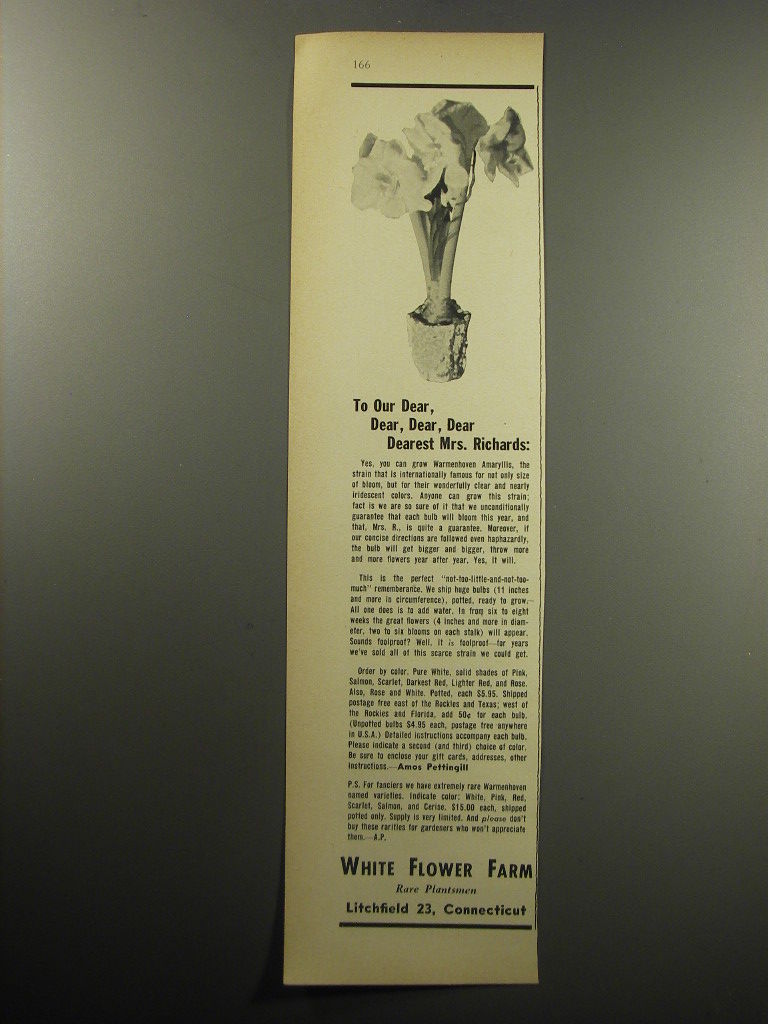 166
To Our Dear,
Dear, Dear, Dear
Dearest Mrs. Richards:
Yes, you can grow Warmenhoven Amaryllis, the
strain that is internationally famous for not only size
of bloom, but for their wonderfully clear and nearly
iridescent colors. Anyone can grow this strain;
fact is we are so sure of it that we unconditionally
guarantee that each bulb will bloom this year, and
that, Mrs. R., is quite a guarantee. Moreover, if
our concise directions are followed even haphazardly,
the bulb will get bigger and bigger, throw more
and more flowers year after year. Yes, it will.
This is the perfect "not-too-little-and-not-too-
much" rememberance. We ship huge bulbs (11 inches
and more in circumference), potted, ready to grow.—
All one does is to add water. In from six to eight
weeks the great flowers (4 inches and more in diam-
eter, two to six blooms on each stalk) will appear.
Sounds foolproof? Well, it is foolproof—for years
we've sold all of this scarce strain we could get.
Order by color. Pure White, solid shades of Pink,
Salmon, Scarlet, Darkest Red, Lighter Red, and Rose.
Also, Rose and White. Potted, each $5.95. Shipped
postage free east of the Rockies and Texas; west of
the Rockies and Florida, add 50¢ for each bulb.
(Unpotted bulbs $4.95 each, postage free anywhere
in U.S.A.) Detailed instructions accompany each bulb.
Please indicate a second (and third) choice of color.
Be sure to enclose your gift cards, addresses, other
instructions.—Amos Pettingill
P.S. For fanciers we have extremely rare Warmenhoven
named varieties. Indicate color: White, Pink, Red,
Scarlet, Salmon, and Cerise. $15.00 each, shipped
potted only. Supply is very limited. And please don't
buy these rarities for gardeners who won't appreciate
them.—A.P.
WHITE FLOWER FARM
Rare Plantsmen
Litchfield 23, Connecticut